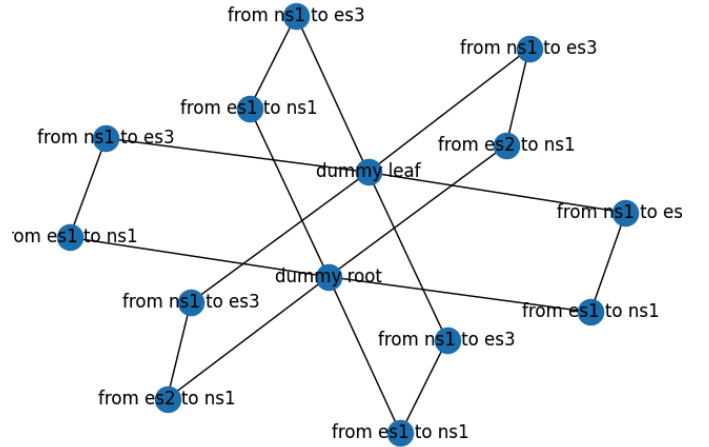 from ns1 to es3
from ns1 to es3
from es1 to ns1
from ns1 to es3
from es2 to ns1
dummy leaf
from ns1 to es
om es1 to ns1
dummy root
from ns1 to es3
from es1 to ns1
from ns1 to es3
from es2 to ns1
from es1 to ns1